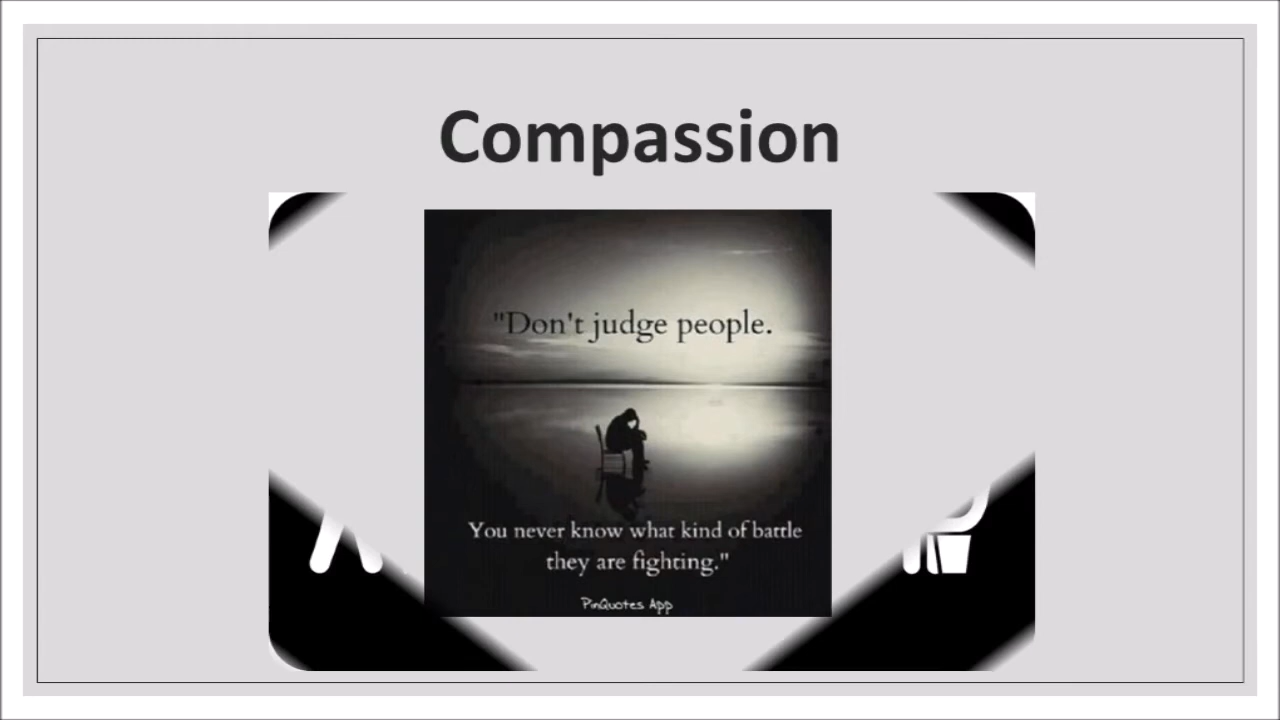 Compassion
"Don't judge people.
You never know what kind of battle
they are fighting."
PinQuotes App